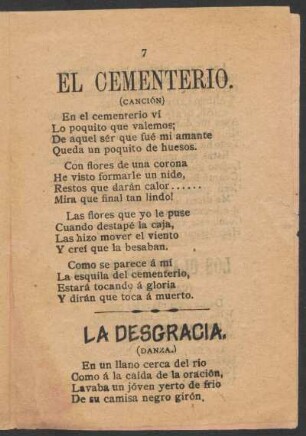 7
EL CEMENTERIO.
(CANCIÓN)
En el cementerio ví
Lo poquito que valemos;
De aquel sér que fué mi amante
Queda un poquito de huesos.
Con flores de una corona
He visto formarle un nido,
Restos que darán calor......
Mira que final tan lindo!
Las flores que yo le puse
Cuando destapé la caja,
Las hizo mover el viento
Y creí que la besaban.
Como se parece á mí
La esquila del cementerio,
Estará tocando á gloria
Y dirán que toca á muerto.
LA DESGRACIA.
(DANZA.)
En un llano cerca del rio
Como á la caida de la oración,
Lavaba un jóven yerto de frio
De su camisa negro girón.